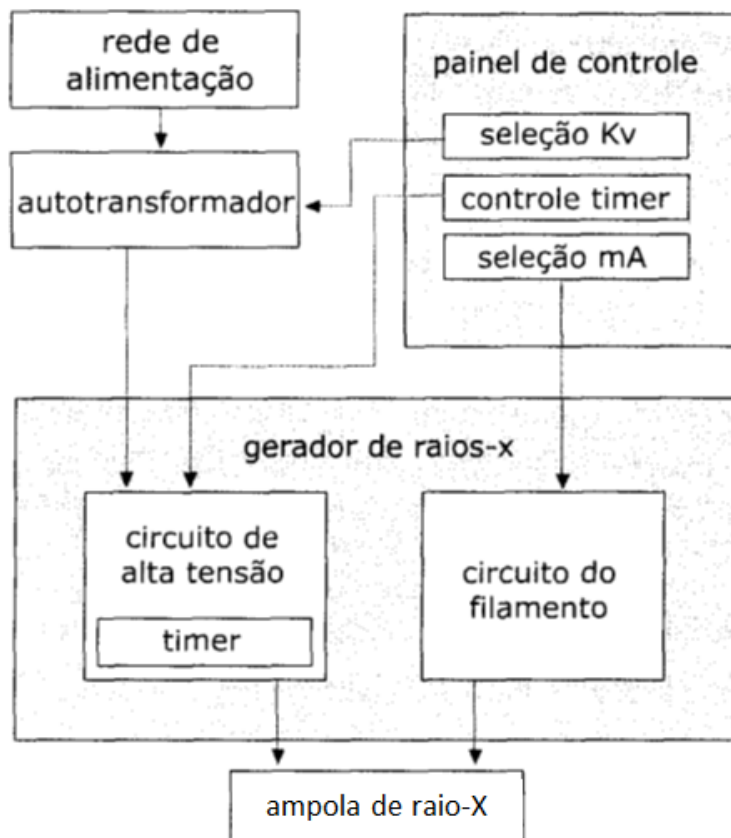 rede de
alimentação
painel de controle
seleção Kv
autotransformador
controle timer
seleção mA
gerador de raios-x
circuito de
alta tensão
timer
circuito do
filamento
ampola de raio-X